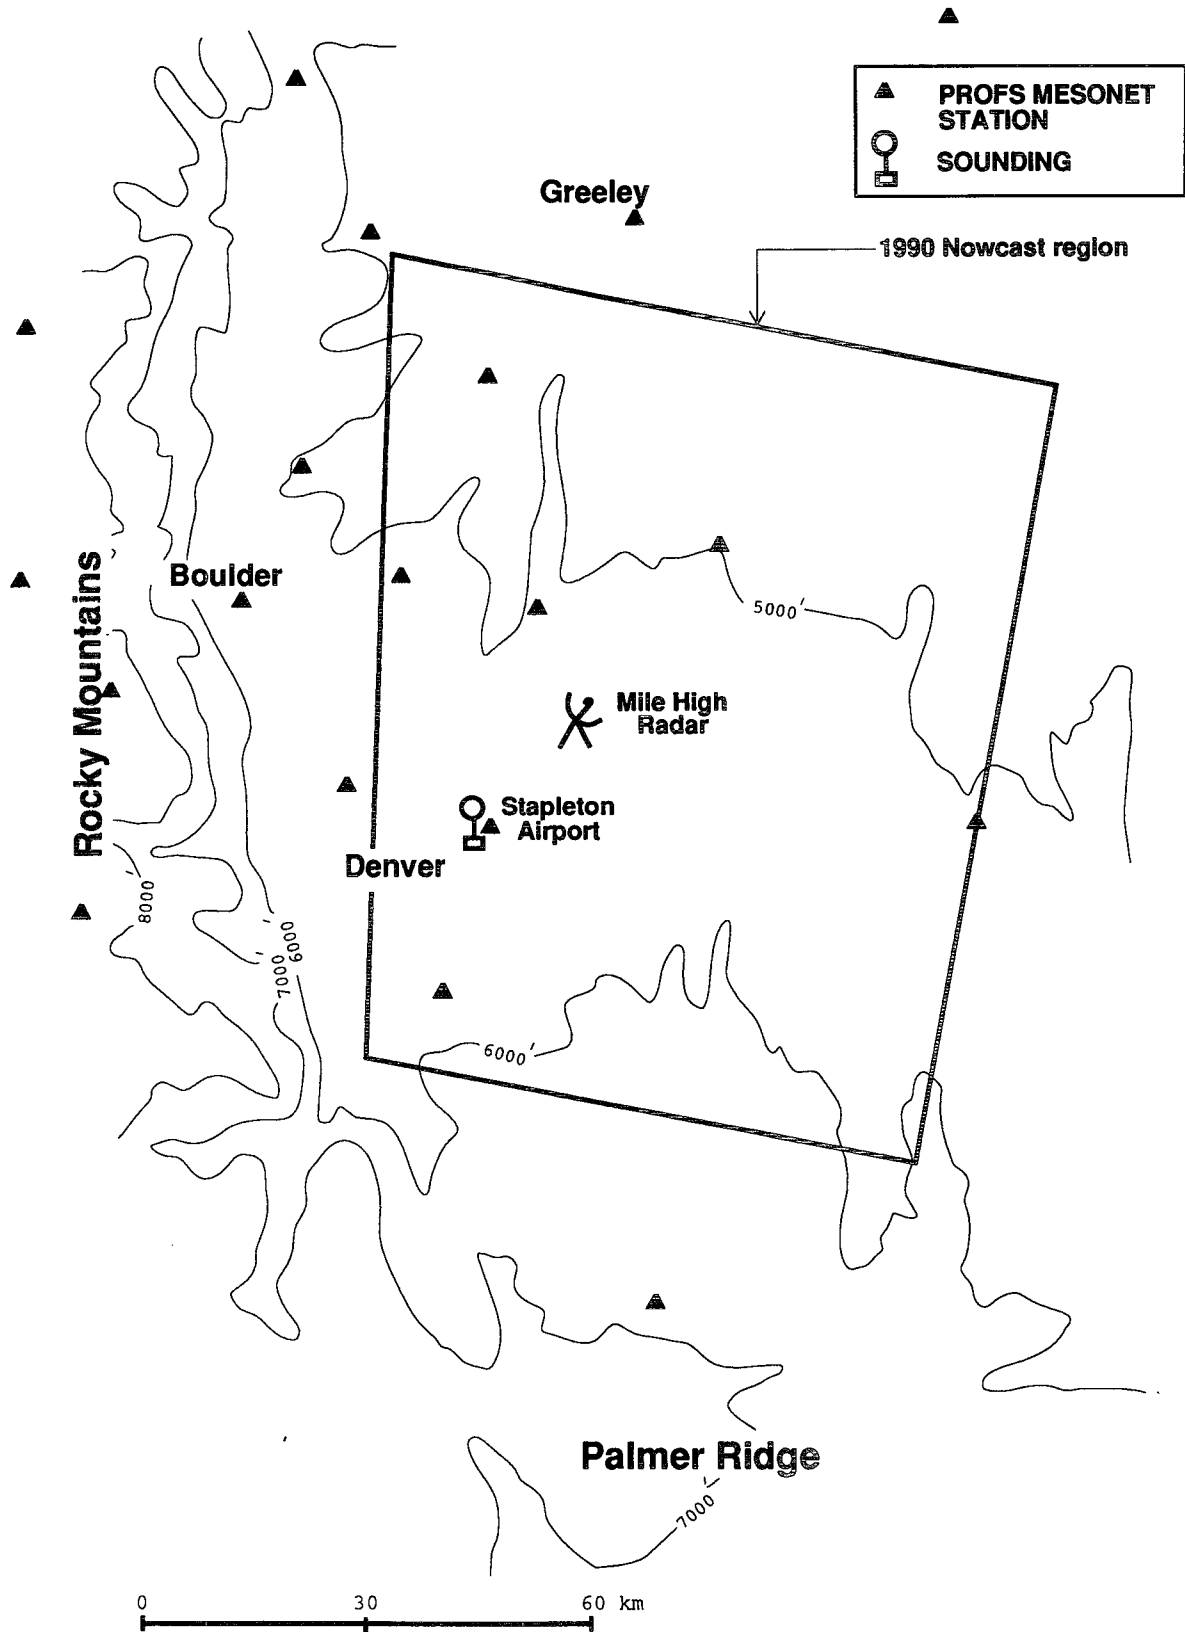 PROFS MESONET
STATION
SOUNDING
Greeley
1990 Nowcast region
Boulder
Rocky Mountains
5000'
Mile High
Radar
Stapleton
Airport
Denver
8000'
6000'
7000'
6000'
Palmer Ridge
7000'
0 30 60 km